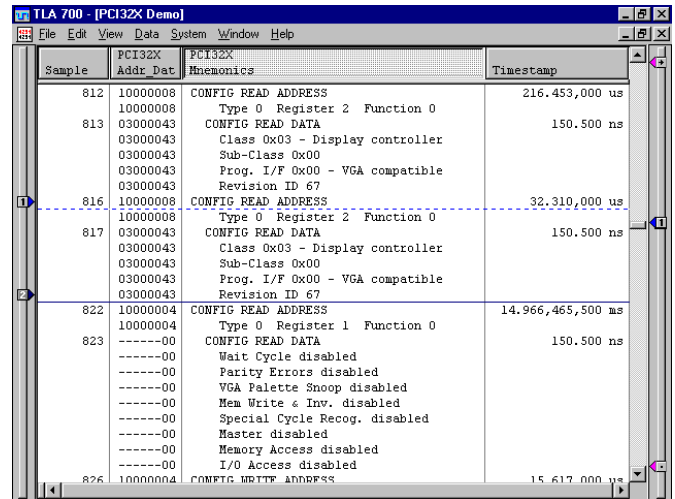 TLA 700 - [PCI32X Demo]
File Edit View Data System Window Help
PCI32X PCI32X
Sample Addr_Dat Mnemonics Timestamp
812 10000008 CONFIG READ ADDRESS 216.453,000 us
10000008 Type 0 Register 2 Function 0
813 03000043 CONFIG READ DATA 150.500 ns
03000043 Class 0x03 - Display controller
03000043 Sub-Class 0x00
03000043 Prog. I/F 0x00 - VGA compatible
03000043 Revision ID 67
1 816 10000008 CONFIG READ ADDRESS 32.310,000 us
10000008 Type 0 Register 2 Function 0 1
817 03000043 CONFIG READ DATA 150.500 ns
03000043 Class 0x03 - Display controller
03000043 Sub-Class 0x00
03000043 Prog. I/F 0x00 - VGA compatible
2 03000043 Revision ID 67
822 10000004 CONFIG READ ADDRESS 14.966,465,500 ms
10000004 Type 0 Register 1 Function 0
823 ------00 CONFIG READ DATA 150.500 ns
------00 Wait Cycle disabled
------00 Parity Errors disabled
------00 VGA Palette Snoop disabled
------00 Mem Write & Inv. disabled
------00 Special Cycle Recog. disabled
------00 Master disabled
------00 Memory Access disabled
------00 I/O Access disabled
826 10000004 CONFIG WRITE ADDRESS 15.617,000 us